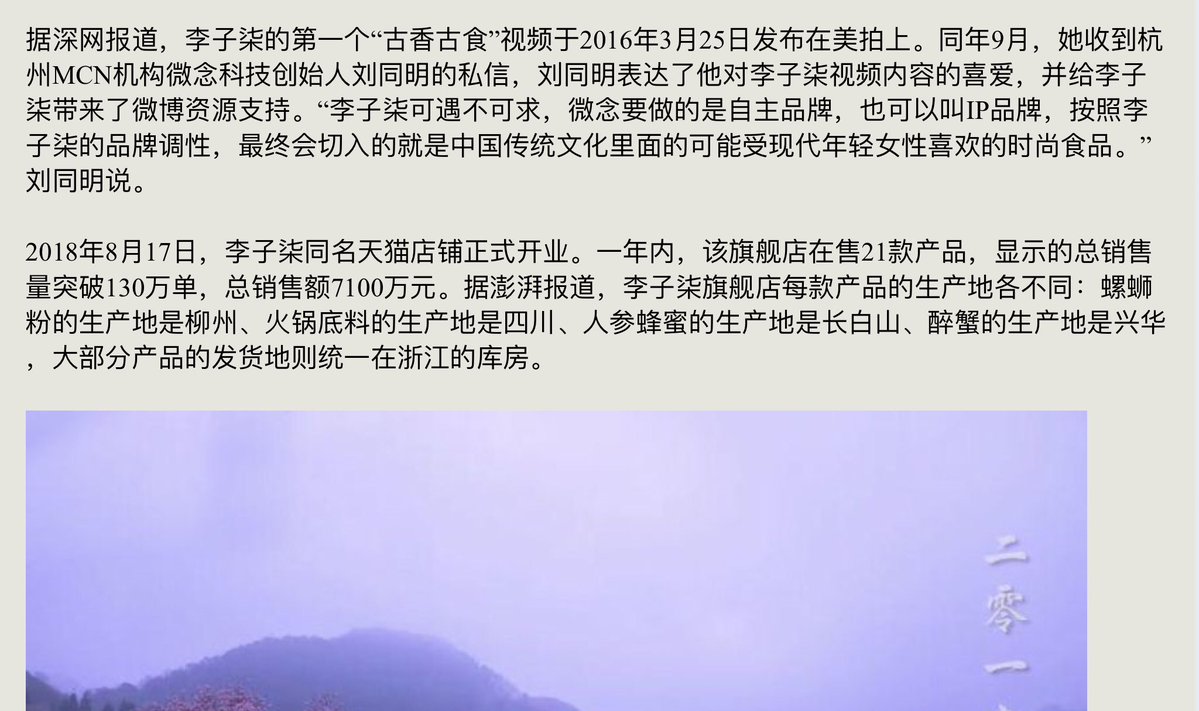 据深网报道，李子柒的第一个“古香古食”视频于2016年3月25日发布在美拍上。同年9月，她收到杭
州MCN机构微念科技创始人刘同明的私信，刘同明表达了他对李子柒视频内容的喜爱，并给李子
柒带来了微博资源支持。“李子柒可遇不可求，微念要做的是自主品牌，也可以叫IP品牌，按照李
子柒的品牌调性，最终会切入的就是中国传统文化里面的可能受现代年轻女性喜欢的时尚食品。”
刘同明说。
2018年8月17日，李子柒同名天猫店铺正式开业。一年内，该旗舰店在售21款产品，显示的总销售
量突破130万单，总销售额7100万元。据澎湃报道，李子柒旗舰店每款产品的生产地各不同：螺蛳
粉的生产地是柳州、火锅底料的生产地是四川、人参蜂蜜的生产地是长白山、醉蟹的生产地是兴华
，大部分产品的发货地则统一在浙江的库房。
二零一